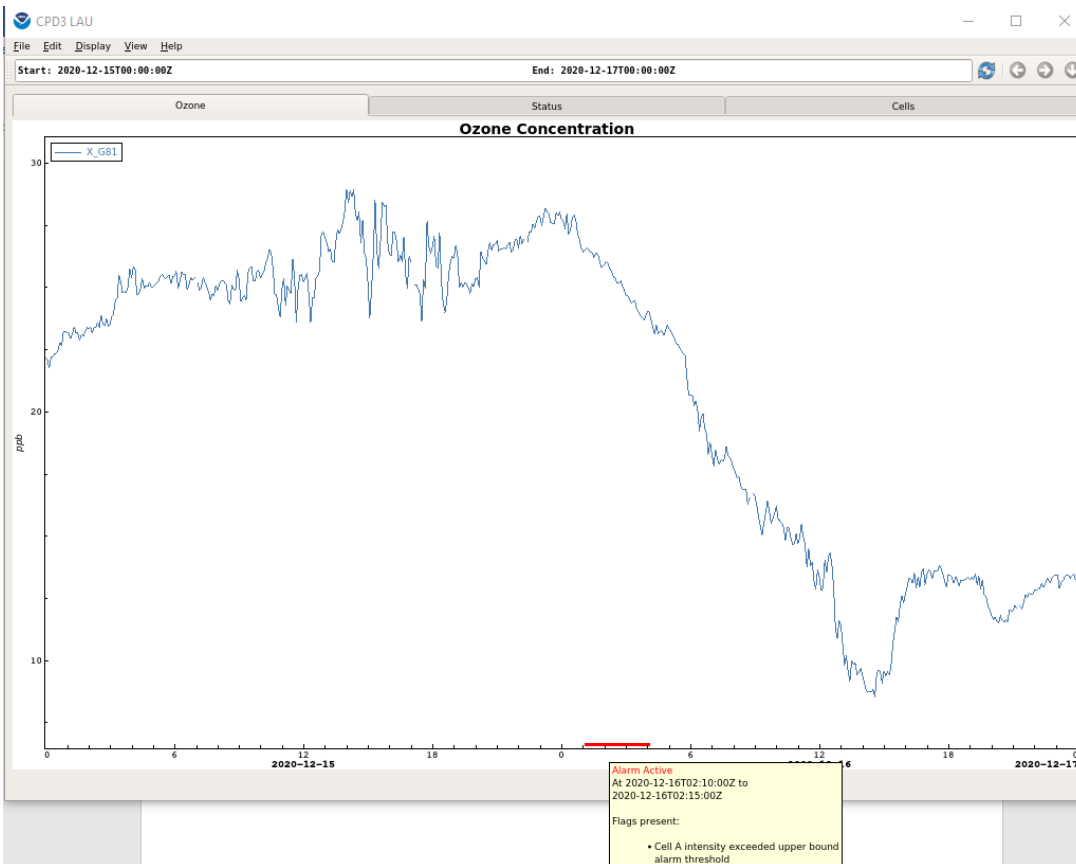 CPD3 LAU
File Edit Display View Help
Start: 2020-12-15T00:00:00Z End: 2020-12-17T00:00:00Z
Ozone Status Cells
Ozone Concentration
X_G81
30
20
ppb
10
0 6 12 18 0 6 12 18
2020-12-15 2020-12-17
Alarm Active
At 2020-12-16T02:10:00Z to
2020-12-16T02:15:00Z
Flags present:
• Cell A intensity exceeded upper bound
alarm threshold